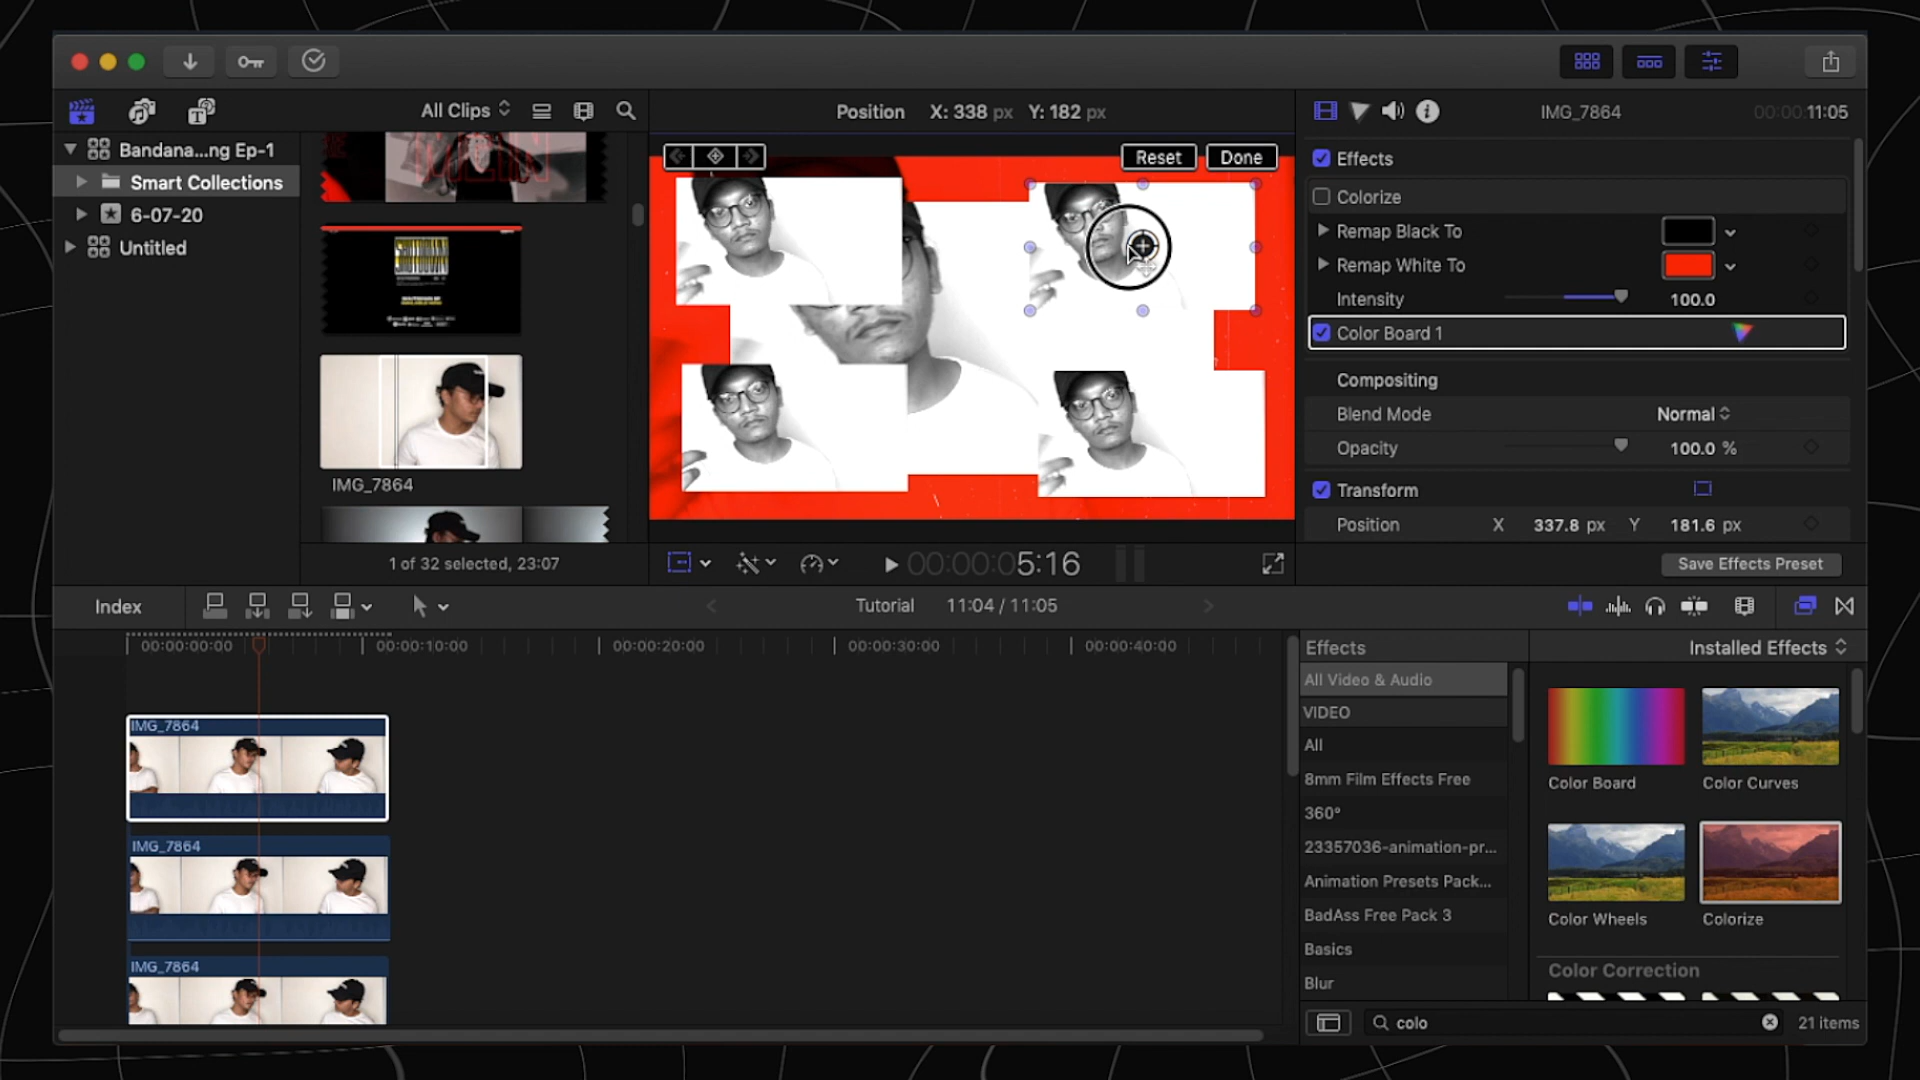 All Clips
Position X: 338 px Y: 182 px
IMG_7864
00:00:00:11:05
Bandana...ng Ep-1
Smart Collections
6-07-20
Untitled
IMG_7864
1 of 32 selected, 23:07
Reset
Done
00:00:05:16
Effects
Colorize
Remap Black To
Remap White To
Intensity 100.0
Color Board 1
Compositing
Blend Mode Normal
Opacity 100.0 %
Transform
Position X 337.8 px Y 181.6 px
Save Effects Preset
Index
Tutorial 11:04 / 11:05
00:00:00:00
00:00:10:00
00:00:20:00
00:00:30:00
00:00:40:00
IMG_7864
IMG_7864
IMG_7864
Effects
Installed Effects
All Video & Audio
VIDEO
All
8mm Film Effects Free
360°
23357036-animation-pr...
Animation Presets Pack...
BadAss Free Pack 3
Basics
Blur
Color Board
Color Curves
Color Wheels
Colorize
Color Correction
colo
21 items